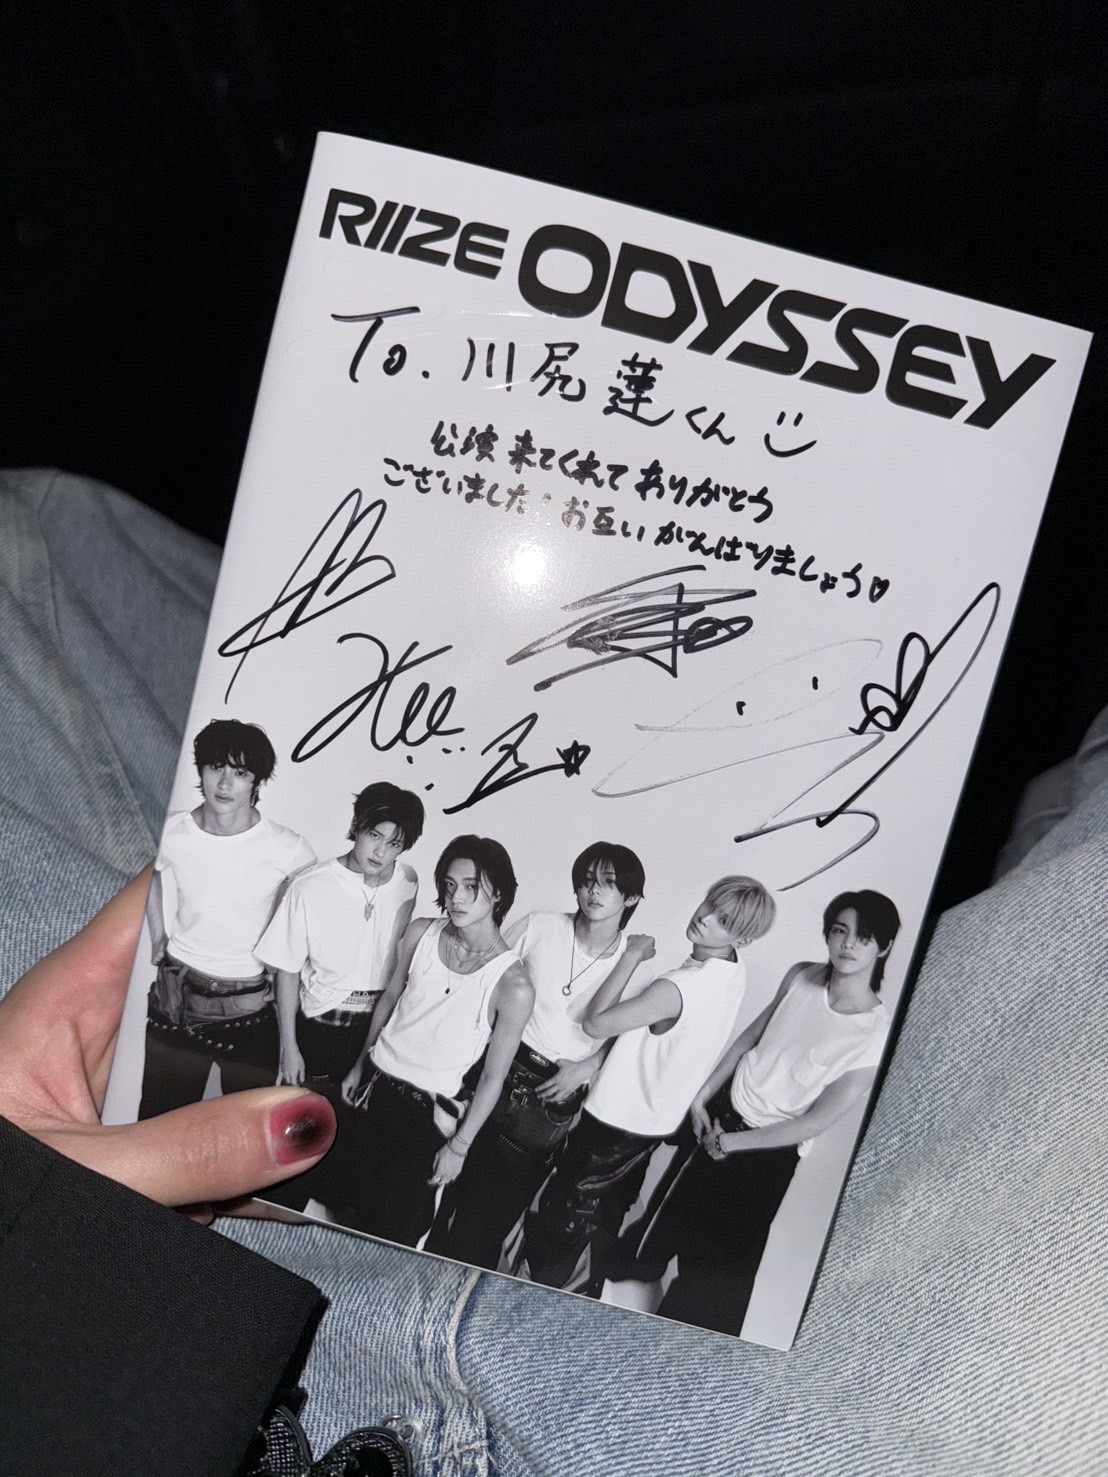 RIIZE ODYSSEY
To. 川尻蓮くん
公演 来てくれて ありがとう
ございました! お互い がんばりましょう♡
Hee